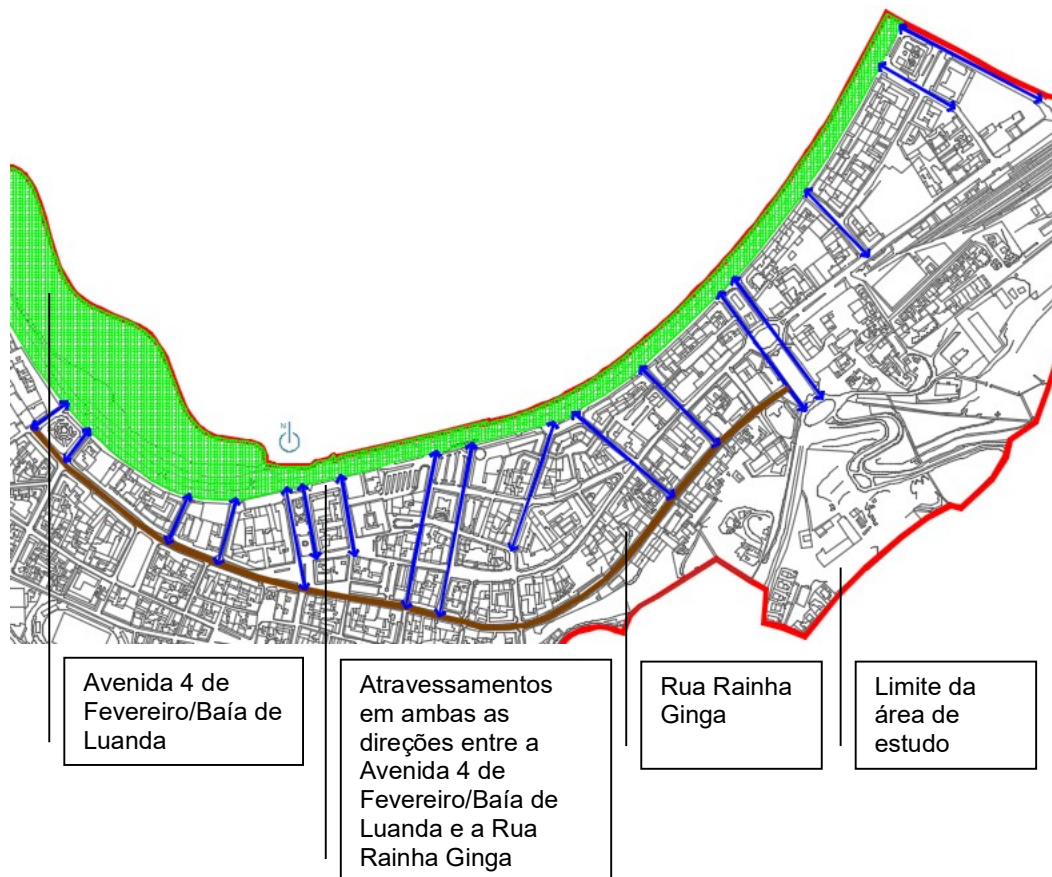 N
Avenida 4 de
Fevereiro/Baía de
Luanda
Atravessamentos
em ambas as
direções entre a
Avenida 4 de
Fevereiro/Baía de
Luanda e a Rua
Rainha Ginga
Rua Rainha
Ginga
Limite da
área de
estudo